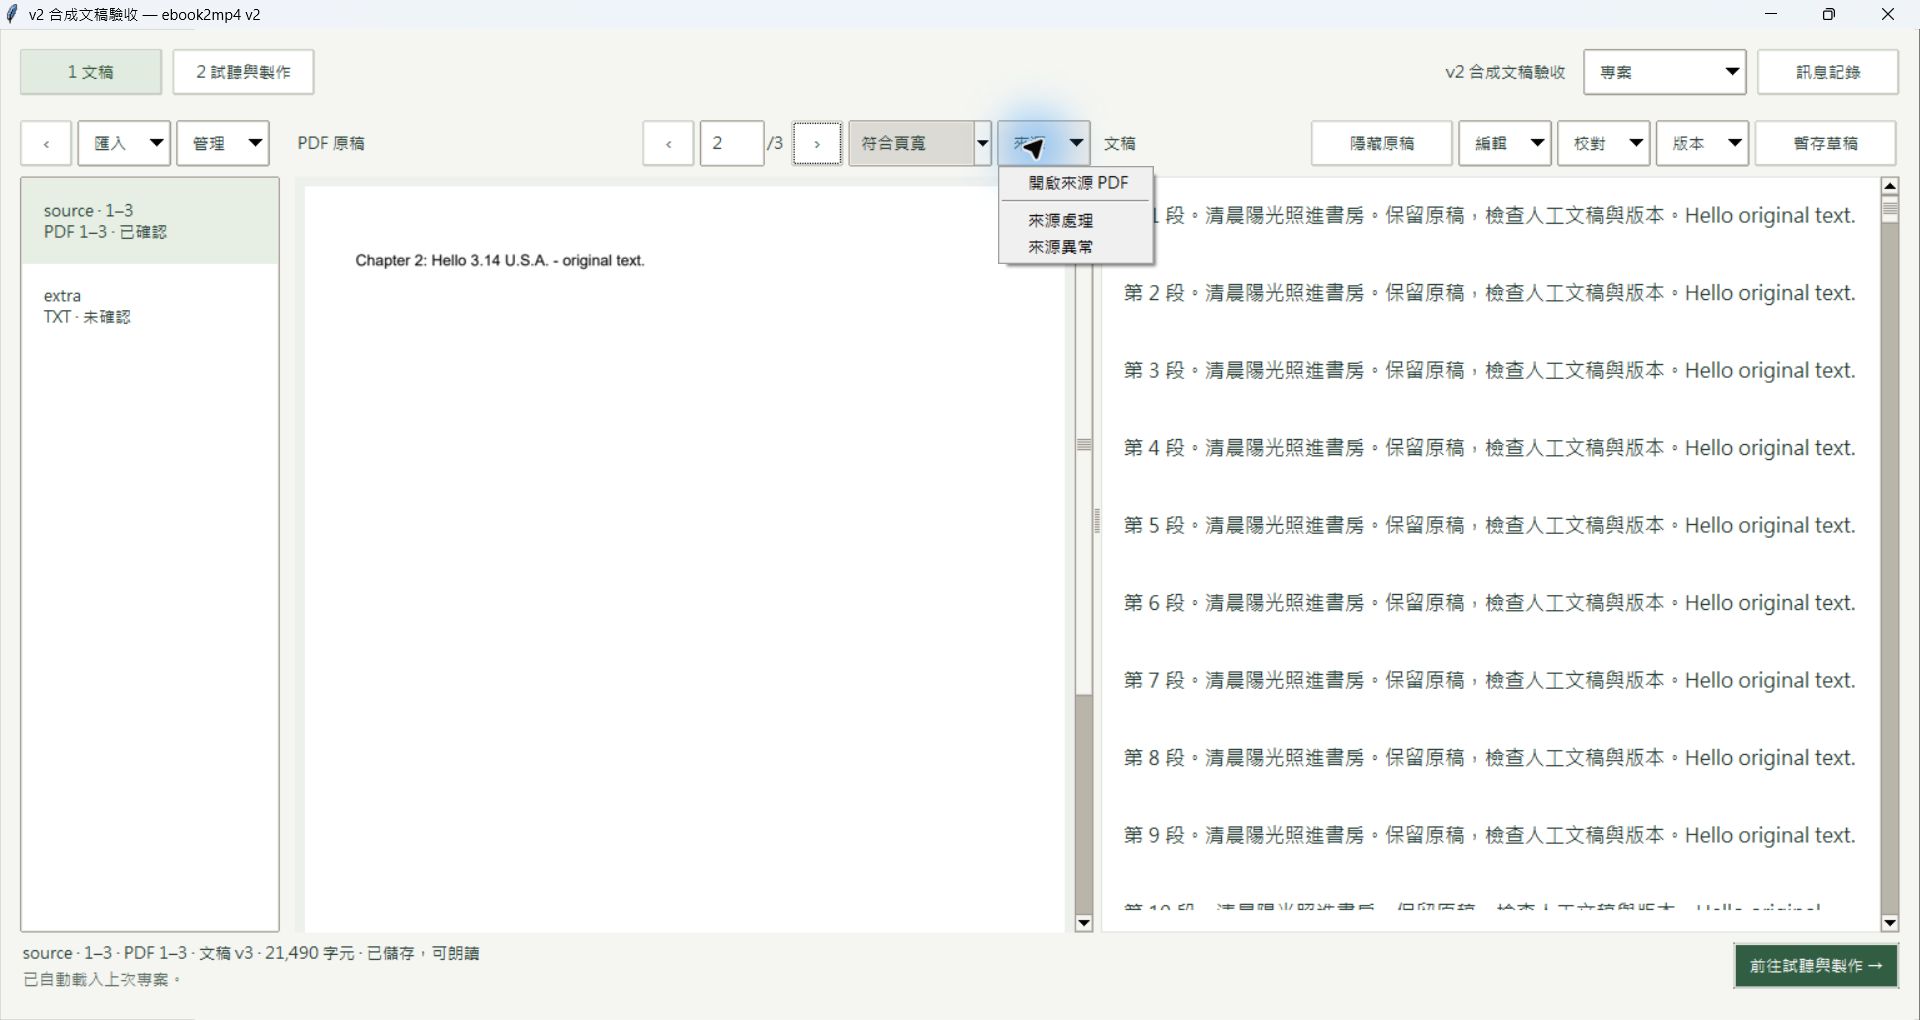 v2 合成文稿驗收 — ebook2mp4 v2
1 文稿
2 試聽與製作
v2 合成文稿驗收
專案
訊息記錄
‹
匯入
管理
PDF 原稿
‹
2
/3
›
符合頁寬
文稿
隱藏原稿
編輯
校對
版本
暫存草稿
開啟來源 PDF
來源處理
來源異常
source · 1–3
PDF 1–3 · 已確認
extra
TXT · 未確認
Chapter 2: Hello 3.14 U.S.A. - original text.
1 段。清晨陽光照進書房。保留原稿，檢查人工文稿與版本。Hello original text.
第 2 段。清晨陽光照進書房。保留原稿，檢查人工文稿與版本。Hello original text.
第 3 段。清晨陽光照進書房。保留原稿，檢查人工文稿與版本。Hello original text.
第 4 段。清晨陽光照進書房。保留原稿，檢查人工文稿與版本。Hello original text.
第 5 段。清晨陽光照進書房。保留原稿，檢查人工文稿與版本。Hello original text.
第 6 段。清晨陽光照進書房。保留原稿，檢查人工文稿與版本。Hello original text.
第 7 段。清晨陽光照進書房。保留原稿，檢查人工文稿與版本。Hello original text.
第 8 段。清晨陽光照進書房。保留原稿，檢查人工文稿與版本。Hello original text.
第 9 段。清晨陽光照進書房。保留原稿，檢查人工文稿與版本。Hello original text.
source · 1–3 · PDF 1–3 · 文稿 v3 · 21,490 字元 · 已儲存，可朗讀
已自動載入上次專案。
前往試聽與製作 →